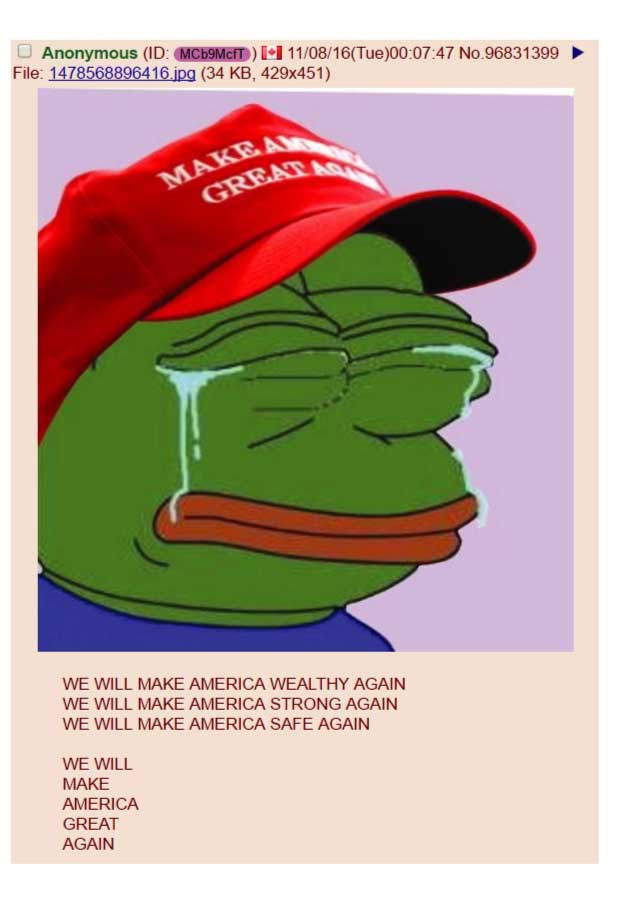 Anonymous (ID: MCb9McfT) 11/08/16(Tue)00:07:47 No.96831399
File: 1478568896416.jpg (34 KB, 429x451)
MAKE AMERICA
GREAT AGAIN
WE WILL MAKE AMERICA WEALTHY AGAIN
WE WILL MAKE AMERICA STRONG AGAIN
WE WILL MAKE AMERICA SAFE AGAIN
WE WILL
MAKE
AMERICA
GREAT
AGAIN